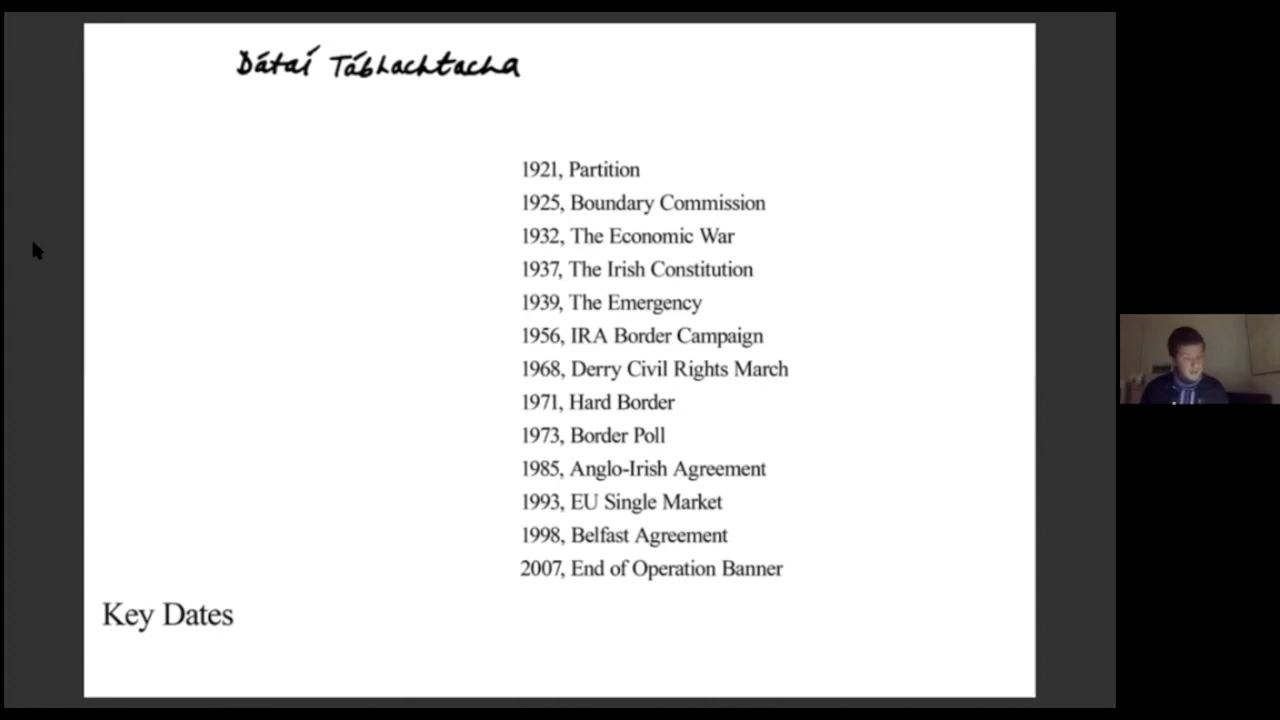 Dátaí Tábhachtacha
1921, Partition
1925, Boundary Commission
1932, The Economic War
1937, The Irish Constitution
1939, The Emergency
1956, IRA Border Campaign
1968, Derry Civil Rights March
1971, Hard Border
1973, Border Poll
1985, Anglo-Irish Agreement
1993, EU Single Market
1998, Belfast Agreement
2007, End of Operation Banner
Key Dates